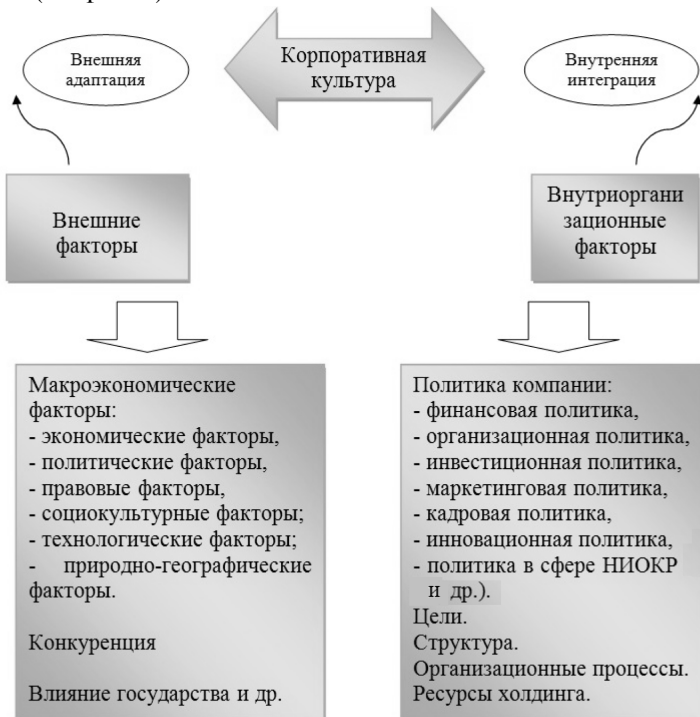 Внешняя
адаптация
Корпоративная
культура
Внутренняя
интеграция
Внешние
факторы
Внутриоргани
зационные
факторы
Макроэкономические
факторы:
- экономические факторы,
- политические факторы,
- правовые факторы,
- социокультурные факторы;
- технологические факторы;
- природно-географические
факторы.
Конкуренция
Влияние государства и др.
Политика компании:
- финансовая политика,
- организационная политика,
- инвестиционная политика,
- маркетинговая политика,
- кадровая политика,
- инновационная политика,
- политика в сфере НИОКР
и др.).
Цели.
Структура.
Организационные процессы.
Ресурсы холдинга.